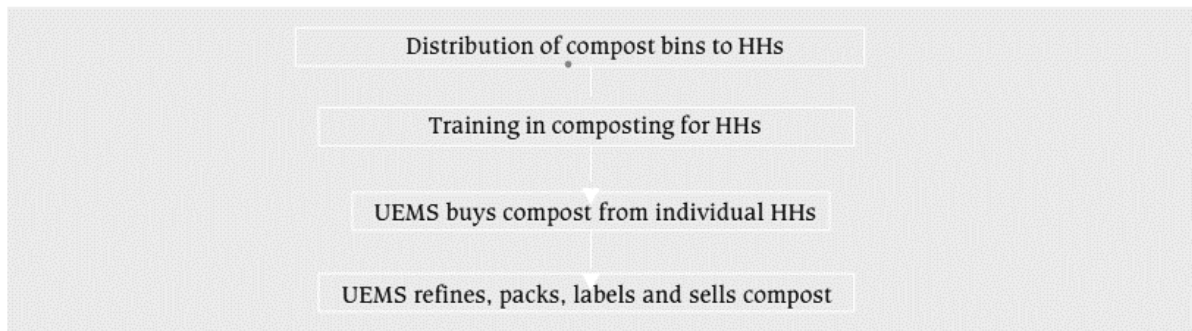 Distribution of compost bins to HHs
Training in composting for HHs
UEMS buys compost from individual HHs
UEMS refines, packs, labels and sells compost